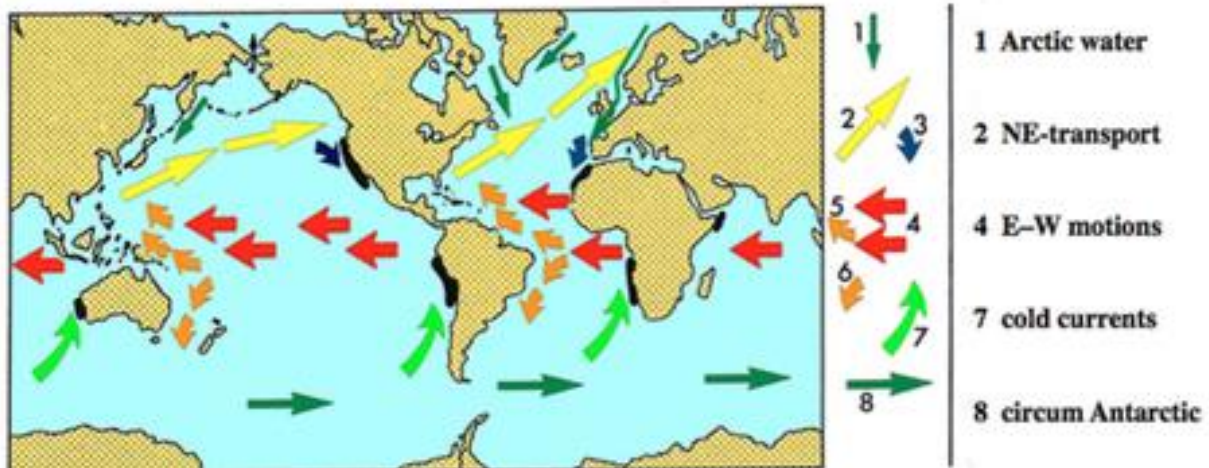 1
1 Arctic water
2
3
2 NE-transport
5
4
4 E–W motions
6
7
7 cold currents
8
8 circum Antarctic